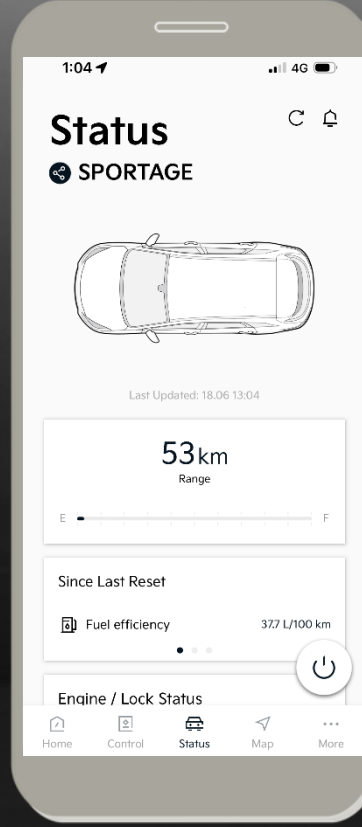 1:04
4G
Status
SPORTAGE
Last Updated: 18.06 13:04
53km
Range
E
F
Since Last Reset
Fuel efficiency 37.7 L/100 km
Engine / Lock Status
Home Control Status Map More